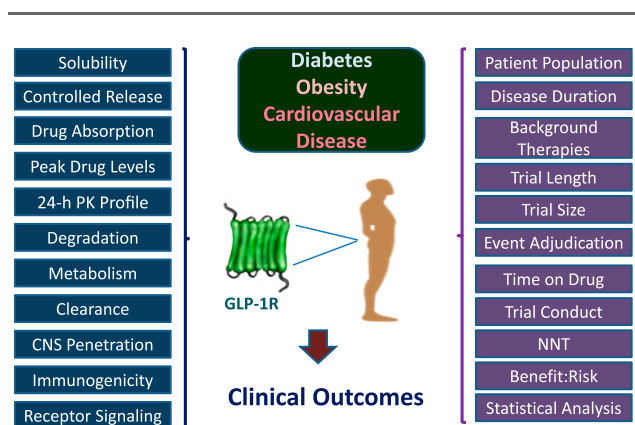 Solubility
Controlled Release
Drug Absorption
Peak Drug Levels
24-h PK Profile
Degradation
Metabolism
Clearance
CNS Penetration
Immunogenicity
Receptor Signaling
Diabetes
Obesity
Cardiovascular
Disease
GLP-1R
Clinical Outcomes
Patient Population
Disease Duration
Background
Therapies
Trial Length
Trial Size
Event Adjudication
Time on Drug
Trial Conduct
NNT
Benefit:Risk
Statistical Analysis